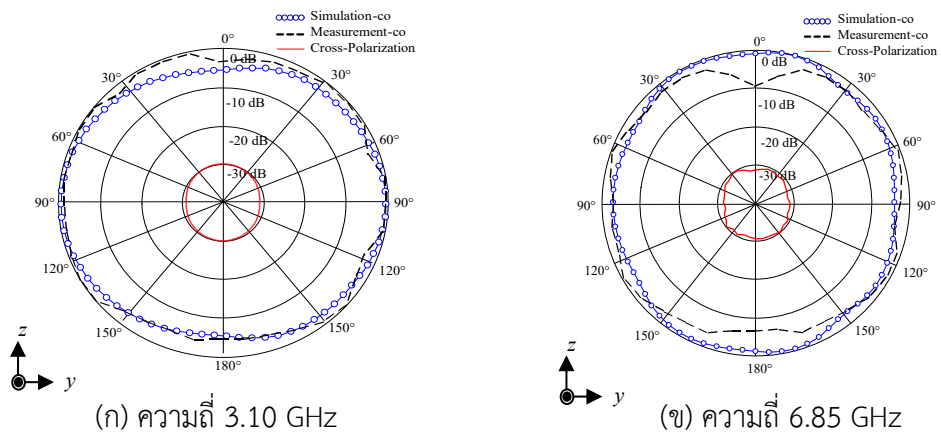 Simulation-co
Measurement-co
Cross-Polarization
0°
0 dB
30°
30°
-10 dB
60°
60°
-20 dB
-30 dB
90°
90°
120°
120°
150°
150°
180°
z
y
(ก) ความถี่ 3.10 GHz
Simulation-co
Measurement-co
Cross-Polarization
0°
0 dB
30°
30°
-10 dB
60°
60°
-20 dB
-30 dB
90°
90°
120°
120°
150°
150°
180°
z
y
(ข) ความถี่ 6.85 GHz